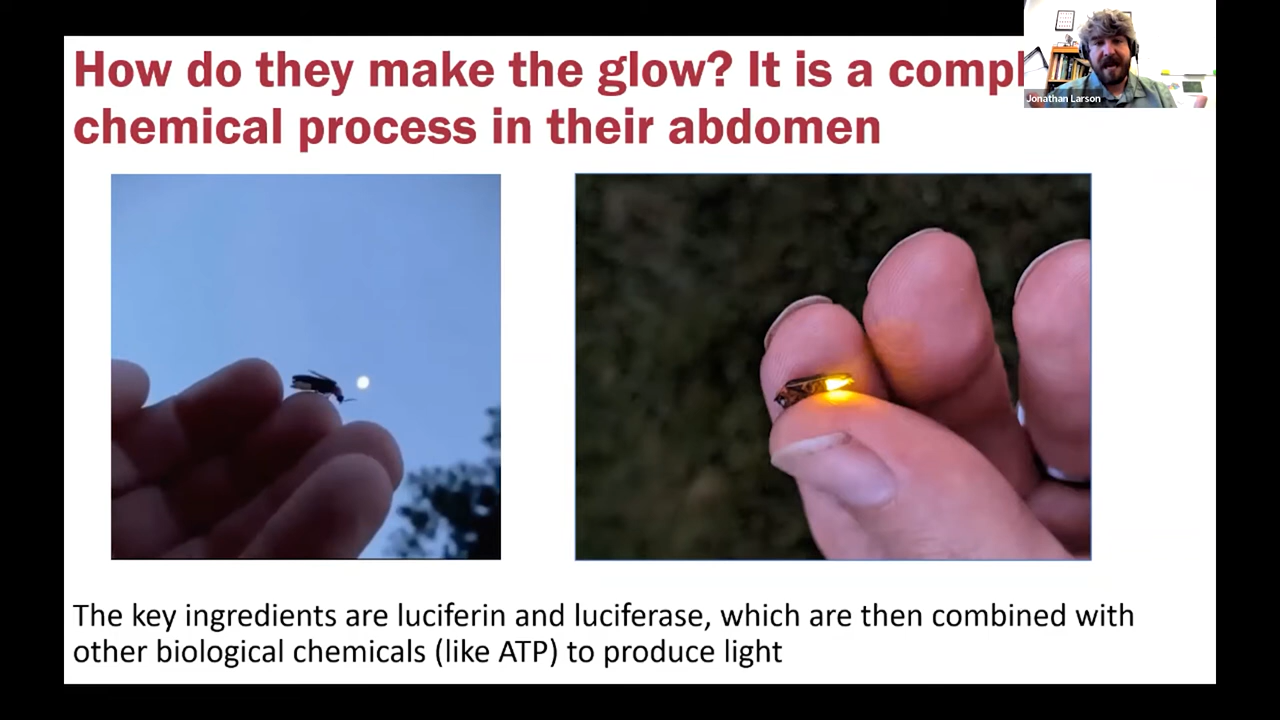 How do they make the glow? It is a compl
chemical process in their abdomen
Jonathan Larson
The key ingredients are luciferin and luciferase, which are then combined with
other biological chemicals (like ATP) to produce light